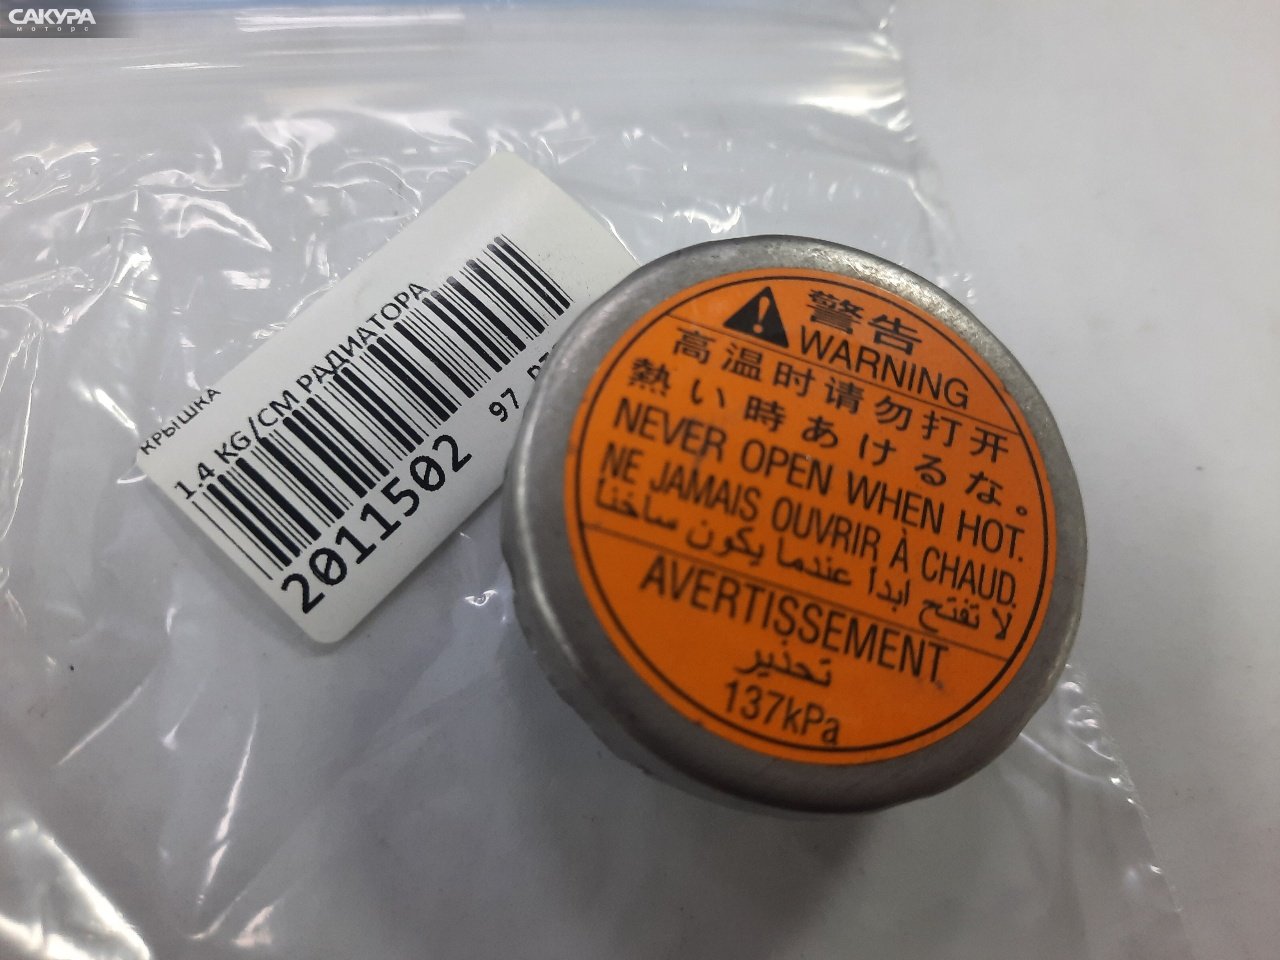 САКУРА
моторс
КРЫШКА
1.4 KG/CM РАДИАТОРА
2011502
97
警告
WARNING
高温时请勿打开
熱い時あけるな。
NEVER OPEN WHEN HOT.
NE JAMAIS OUVRIR À CHAUD.
لا تفتح ابدا عندما يكون ساخنا
AVERTISSEMENT
تحذير
137kPa